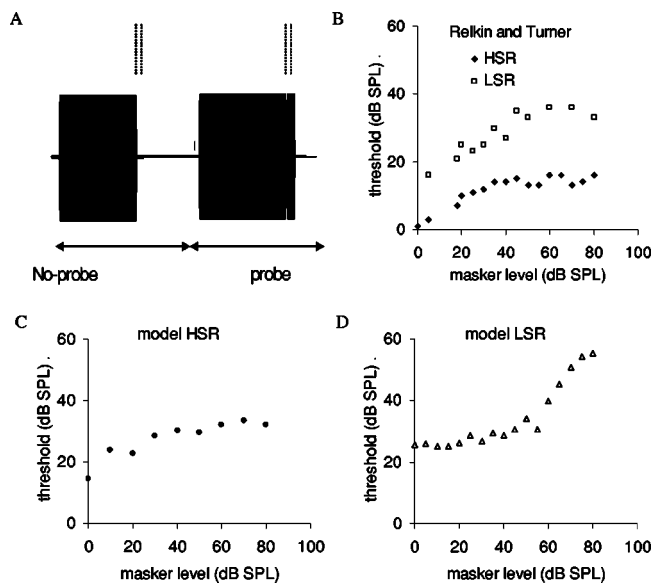 A
No-probe
probe
B
Relkin and Turner
HSR
LSR
threshold (dB SPL) .
60
40
20
0
0 20 40 60 80 100
masker level (dB SPL)
C
model HSR
threshold (dB SPL) .
60
40
20
0
0 20 40 60 80 100
masker level (dB SPL)
D
model LSR
threshold (dB SPL) .
60
40
20
0
0 20 40 60 80 100
masker level (dB SPL)